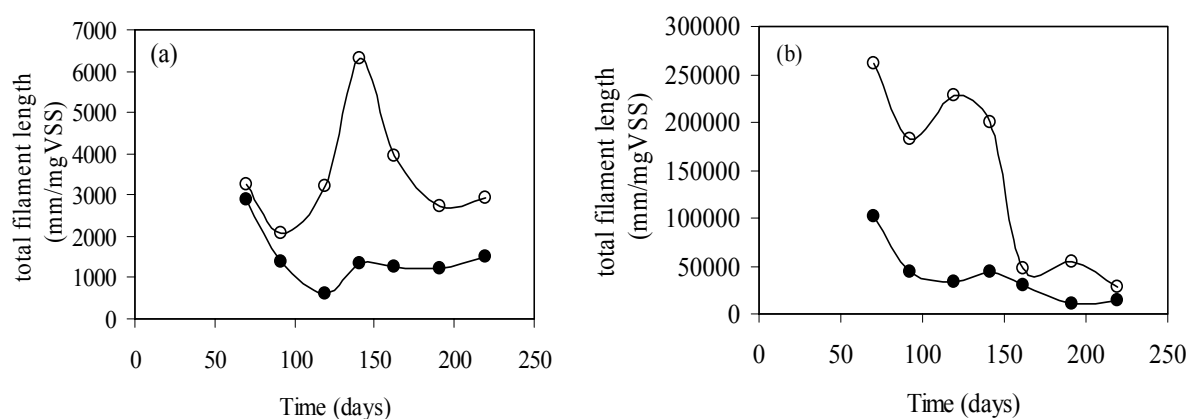 (a)
total filament length
(mm/mgVSS)
7000
6000
5000
4000
3000
2000
1000
0
0 50 100 150 200 250
Time (days)
(b)
total filament length
(mm/mgVSS)
300000
250000
200000
150000
100000
50000
0
0 50 100 150 200 250
Time (days)